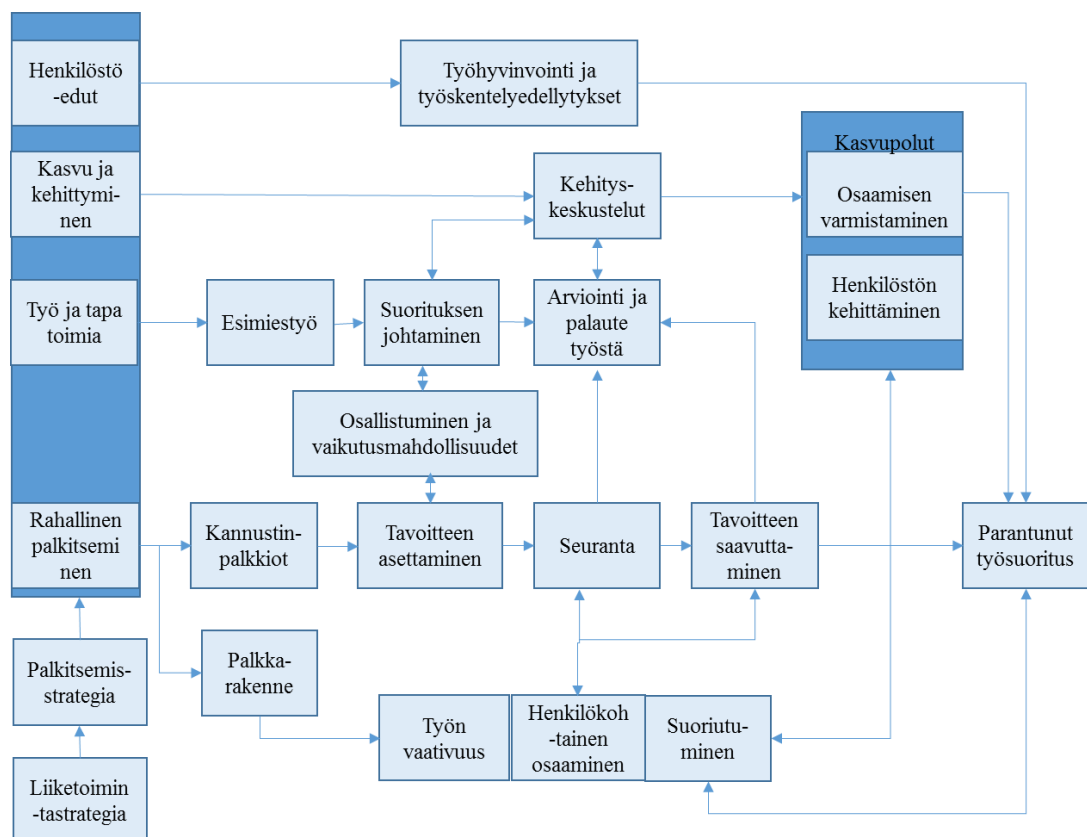 Henkilöstö
-edut
Työhyvinvointi ja
työskentelyedellytykset
Kasvu ja
kehittymi
nen
Kehitys-
keskustelut
Kasvupolut
Osaamisen
varmistaminen
Henkilöstön
kehittäminen
Työ ja tapa
toimia
Esimiestyö
Suorituksen
johtaminen
Arviointi ja
palaute
työstä
Osallistuminen ja
vaikutusmahdollisuudet
Rahallinen
palkitsemi
nen
Kannustin-
palkkiot
Tavoitteen
asettaminen
Seuranta
Tavoitteen
saavutta-
minen
Parantunut
työsuoritus
Palkitsemis-
strategia
Palkka-
rakenne
Työn
vaativuus
Henkilökoh
-tainen
osaaminen
Suoriutu-
minen
Liiketoimin
-tastrategia